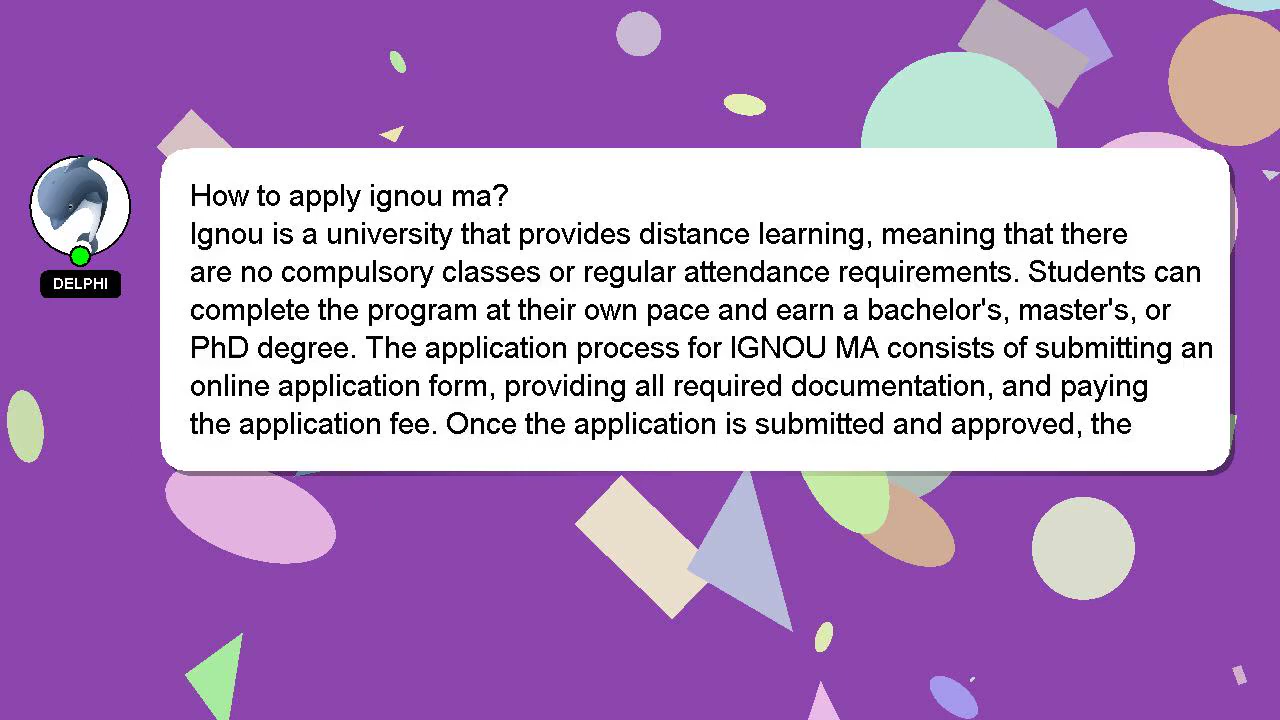 How to apply ignou ma?
Ignou is a university that provides distance learning, meaning that there
are no compulsory classes or regular attendance requirements. Students can
complete the program at their own pace and earn a bachelor's, master's, or
PhD degree. The application process for IGNOU MA consists of submitting an
online application form, providing all required documentation, and paying
the application fee. Once the application is submitted and approved, the
DELPHI